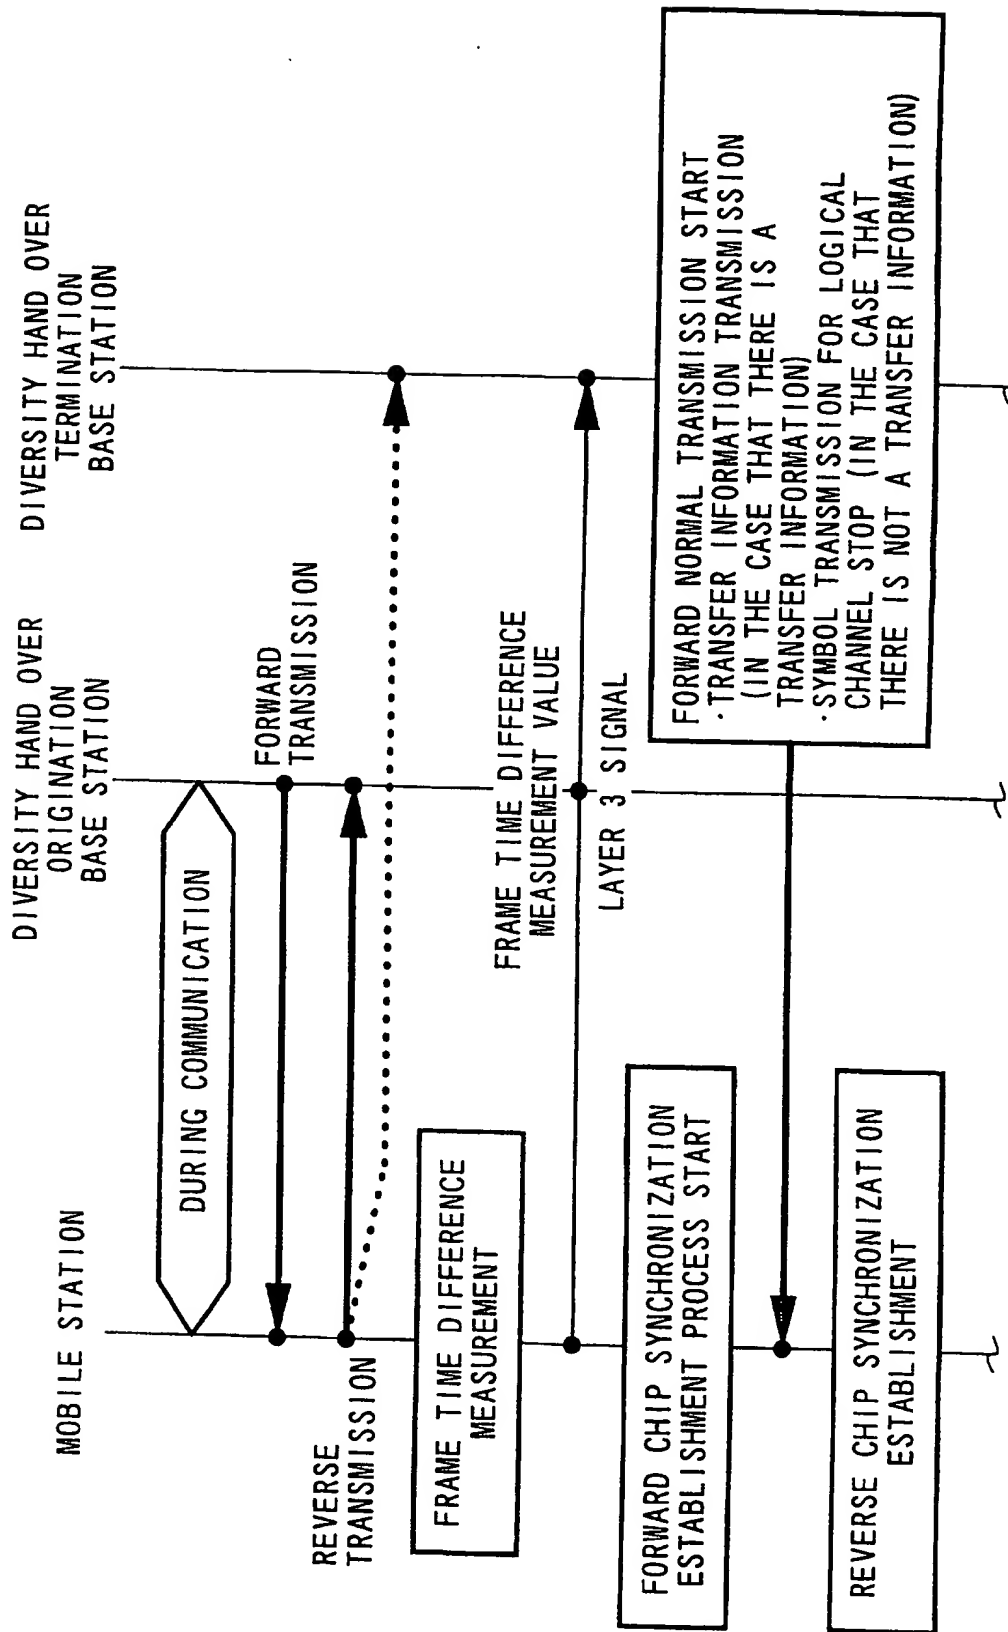 MOBILE STATION
DIVERSITY HAND OVER
ORIGINATION
BASE STATION
DIVERSITY HAND OVER
TERMINATION
BASE STATION
DURING COMMUNICATION
FORWARD
TRANSMISSION
REVERSE
TRANSMISSION
FRAME TIME DIFFERENCE
MEASUREMENT
FRAME TIME DIFFERENCE
MEASUREMENT VALUE
LAYER 3 SIGNAL
FORWARD CHIP SYNCHRONIZATION
ESTABLISHMENT PROCESS START
FORWARD NORMAL TRANSMISSION START
·TRANSFER INFORMATION TRANSMISSION
(IN THE CASE THAT THERE IS A
TRANSFER INFORMATION)
·SYMBOL TRANSMISSION FOR LOGICAL
CHANNEL STOP (IN THE CASE THAT
THERE IS NOT A TRANSFER INFORMATION)
REVERSE CHIP SYNCHRONIZATION
ESTABLISHMENT